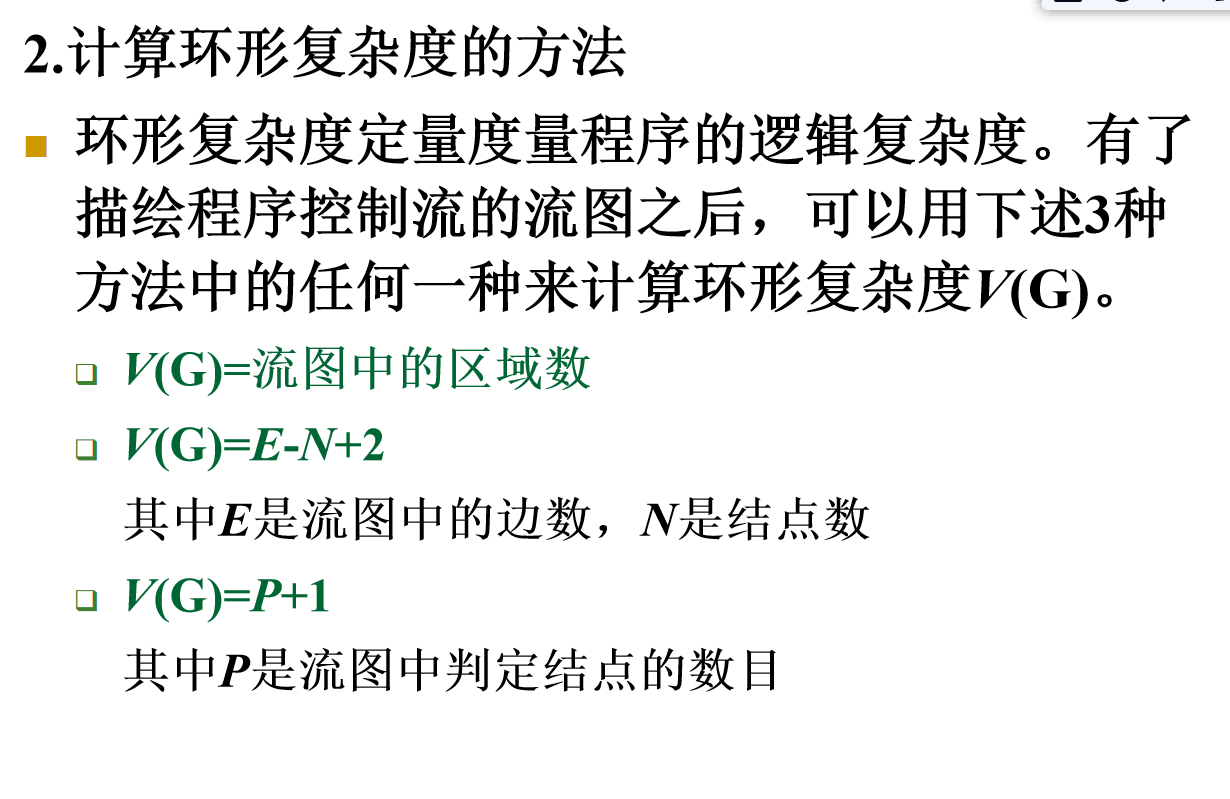 2.计算环形复杂度的方法
环形复杂度定量度量程序的逻辑复杂度。有了
描绘程序控制流的流图之后，可以用下述3种
方法中的任何一种来计算环形复杂度V(G)。
V(G)=流图中的区域数
V(G)=E-N+2
其中E是流图中的边数，N是结点数
V(G)=P+1
其中P是流图中判定结点的数目